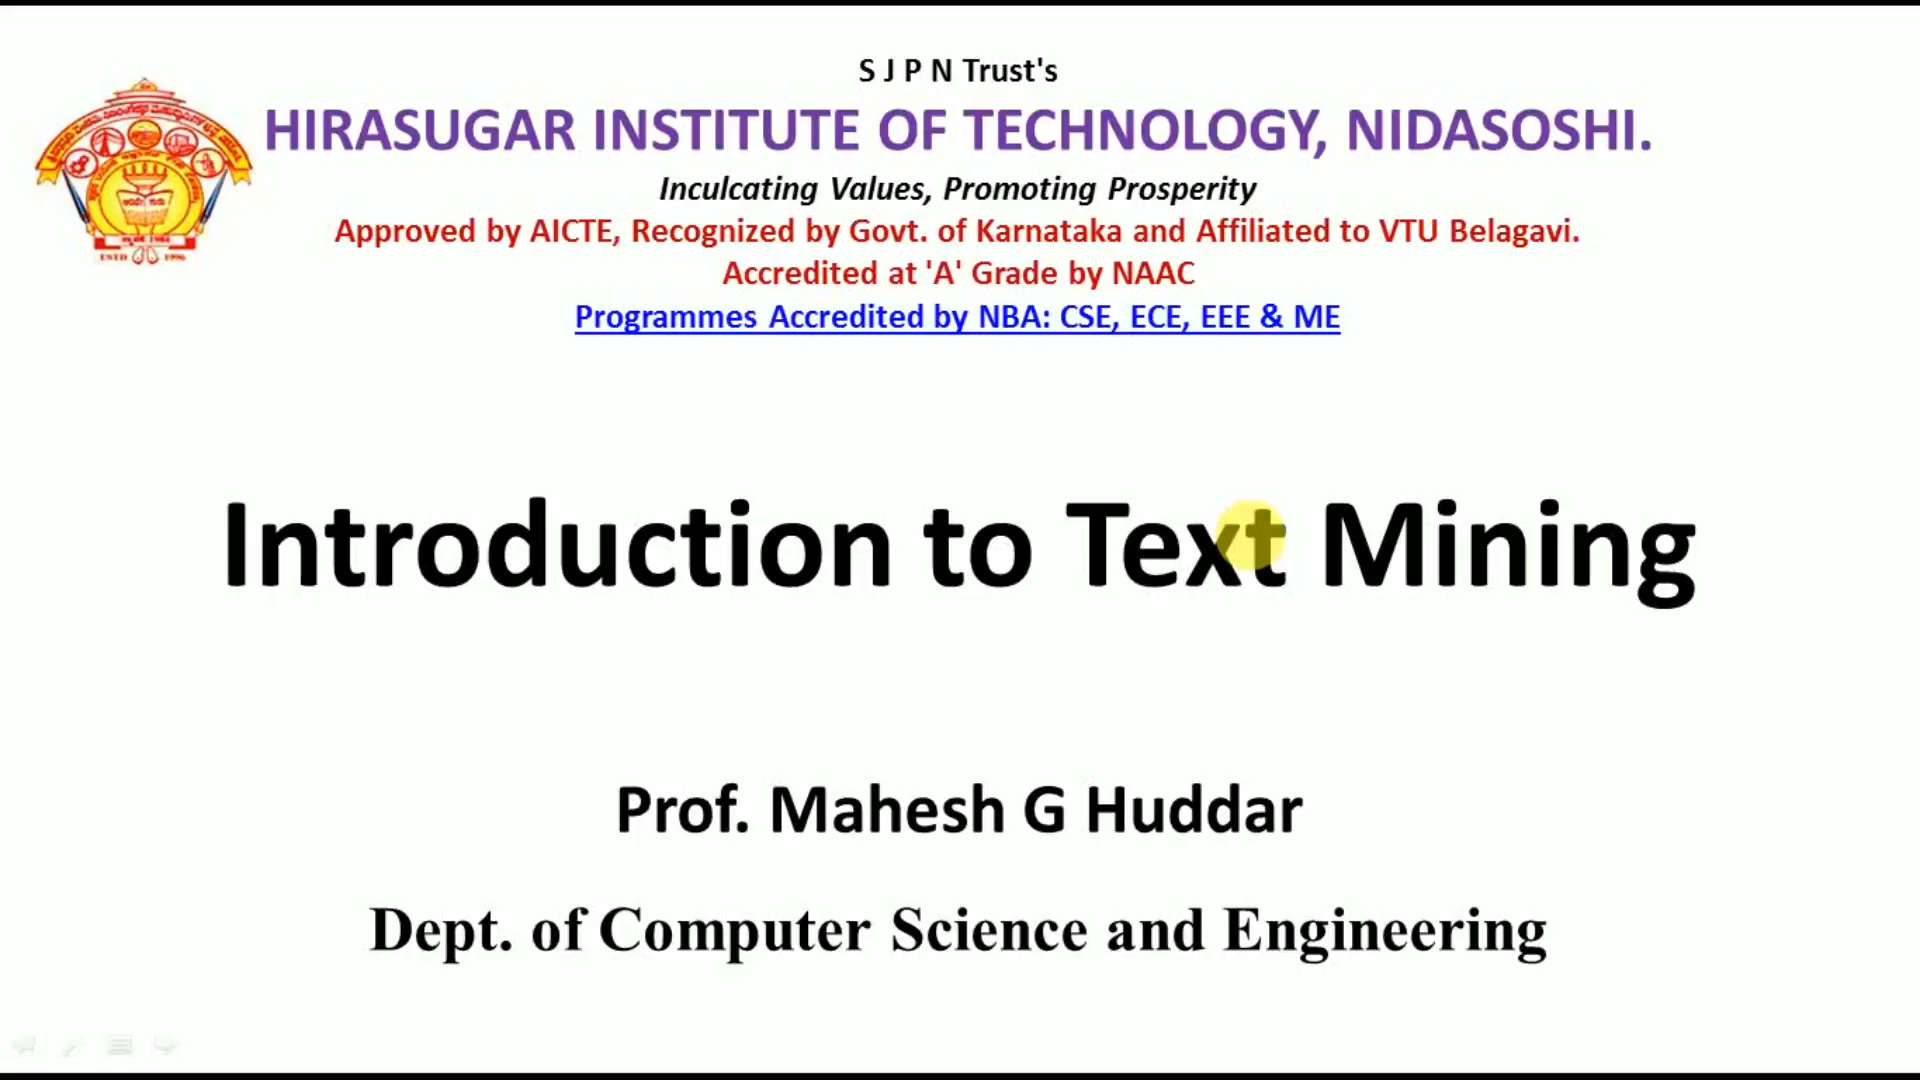 S J P N Trust's
HIRASUGAR INSTITUTE OF TECHNOLOGY, NIDASOSHI.
Inculcating Values, Promoting Prosperity
Approved by AICTE, Recognized by Govt. of Karnataka and Affiliated to VTU Belagavi.
Accredited at 'A' Grade by NAAC
Programmes Accredited by NBA: CSE, ECE, EEE & ME
ESTD 1996
Introduction to Text Mining
Prof. Mahesh G Huddar
Dept. of Computer Science and Engineering